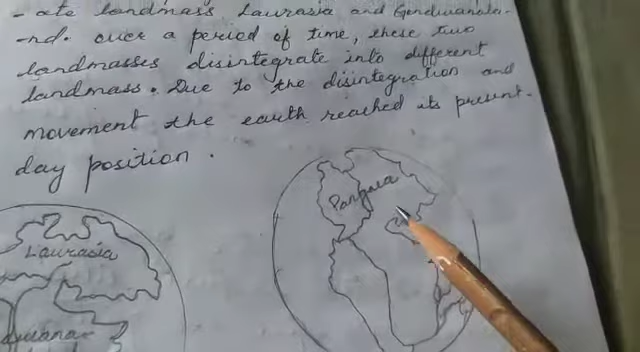 - ate landmass Laurasia and Gondwanala-
-nd. over a period of time, these two
landmasses disintegrate into different
landmass. Due to the disintegration and
movement the earth reached its present-
day position.
Pangaea
Laurasia